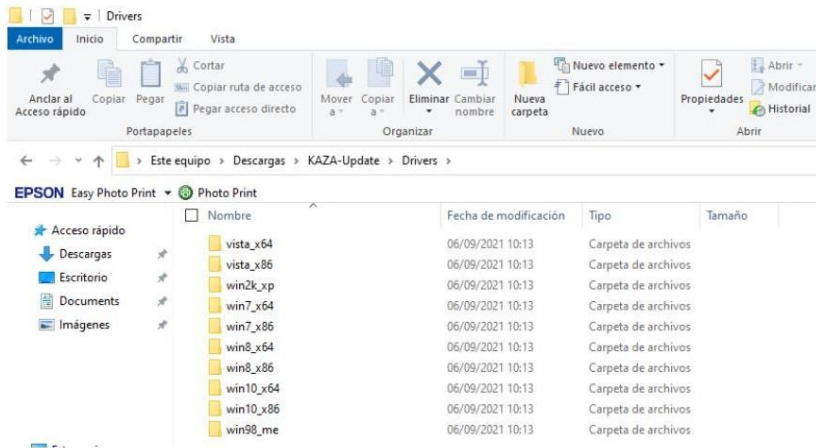 Drivers
Archivo Inicio Compartir Vista
Anclar al Acceso rápido
Copiar
Pegar
Cortar
Copiar ruta de acceso
Pegar acceso directo
Portapapeles
Mover a
Copiar a
Eliminar
Cambiar nombre
Organizar
Nueva carpeta
Nuevo elemento
Fácil acceso
Nuevo
Propiedades
Abrir
Modificar
Historial
Abrir
Este equipo > Descargas > KAZA-Update > Drivers >
EPSON Easy Photo Print Photo Print
Acceso rápido
Descargas
Escritorio
Documents
Imágenes
Nombre Fecha de modificación Tipo Tamaño
vista_x64 06/09/2021 10:13 Carpeta de archivos
vista_x86 06/09/2021 10:13 Carpeta de archivos
win2k_xp 06/09/2021 10:13 Carpeta de archivos
win7_x64 06/09/2021 10:13 Carpeta de archivos
win7_x86 06/09/2021 10:13 Carpeta de archivos
win8_x64 06/09/2021 10:13 Carpeta de archivos
win8_x86 06/09/2021 10:13 Carpeta de archivos
win10_x64 06/09/2021 10:13 Carpeta de archivos
win10_x86 06/09/2021 10:13 Carpeta de archivos
win98_me 06/09/2021 10:13 Carpeta de archivos